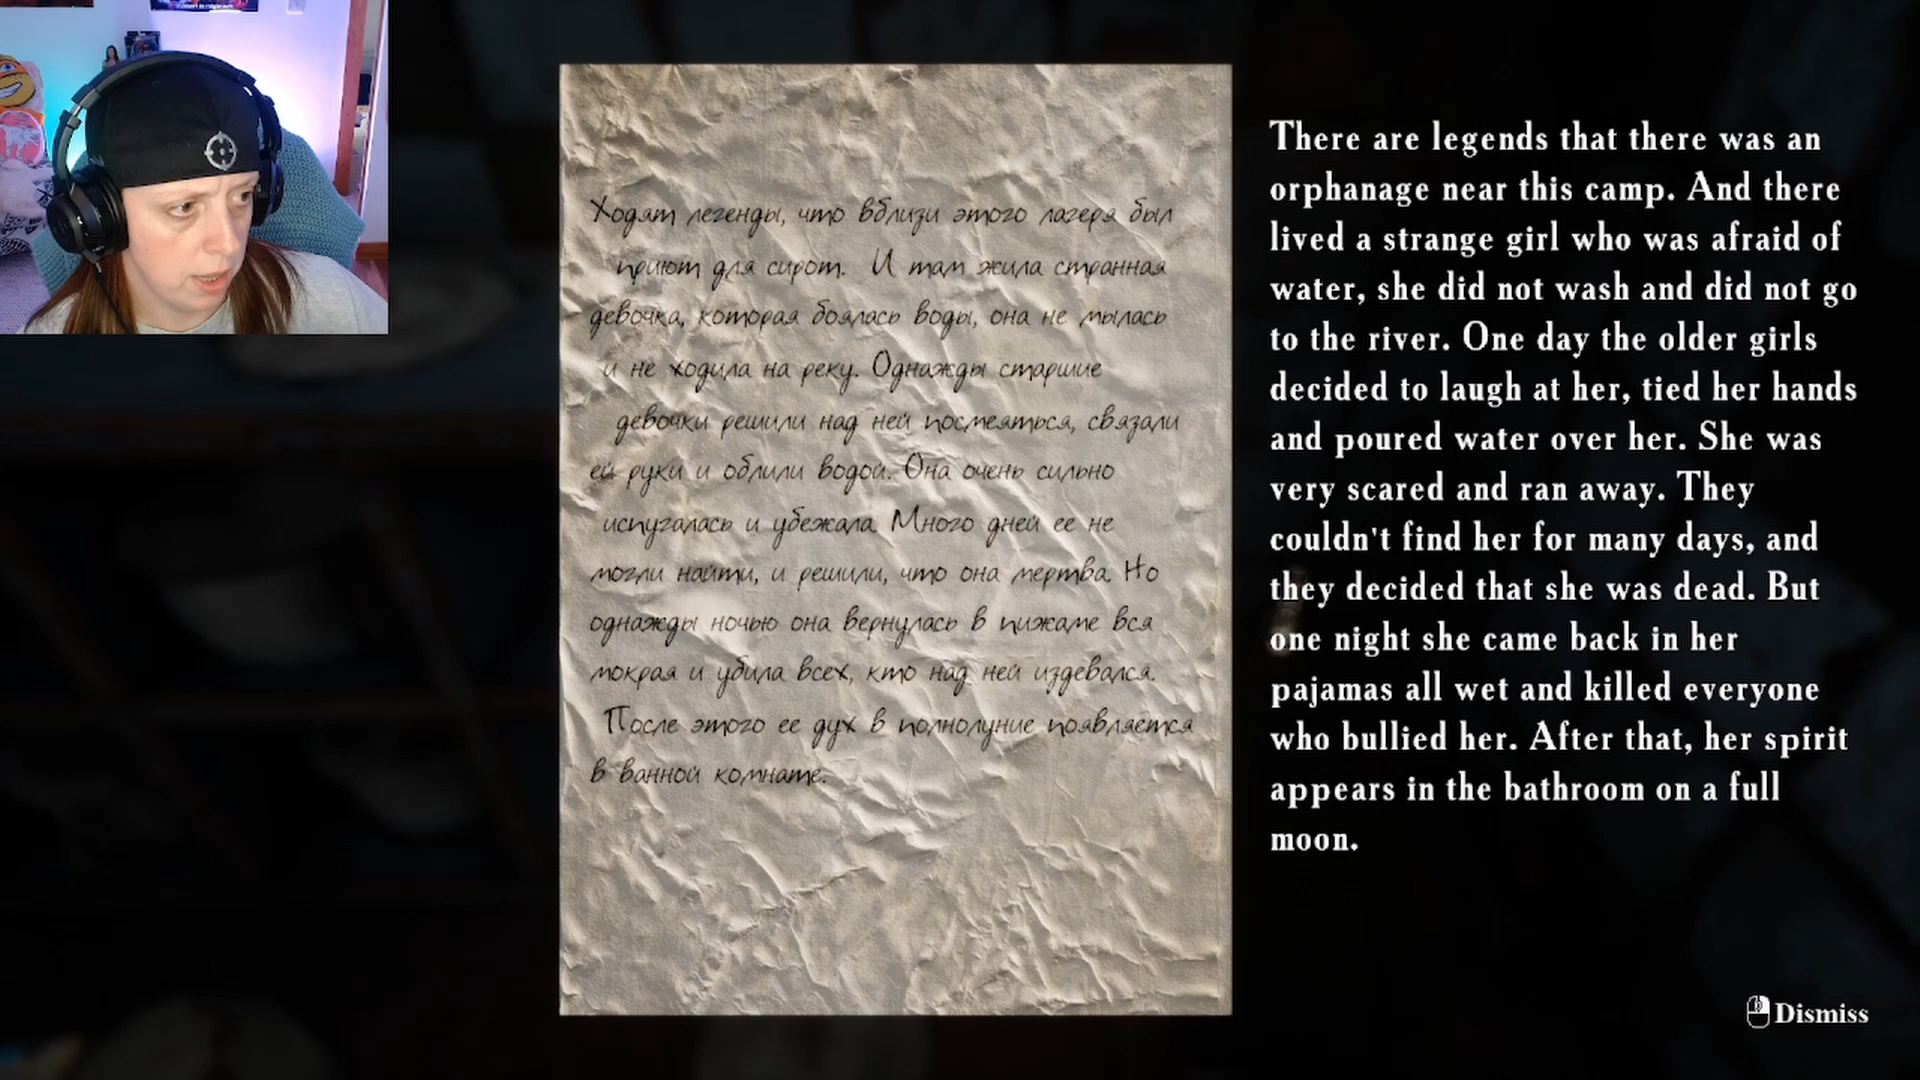 Ходят легенды, что вблизи этого лагеря был
приют для сирот. И там жила странная
девочка, которая боялась воды, она не мылась
и не ходила на реку. Однажды старшие
девочки решили над ней посмеяться, связали
ей руки и облили водой. Она очень сильно
испугалась и убежала. Много дней ее не
могли найти, и решили, что она мертва. Но
однажды ночью она вернулась в пижаме вся
мокрая и убила всех, кто над ней издевался.
После этого ее дух в полнолуние появляется
в ванной комнате.
There are legends that there was an
orphanage near this camp. And there
lived a strange girl who was afraid of
water, she did not wash and did not go
to the river. One day the older girls
decided to laugh at her, tied her hands
and poured water over her. She was
very scared and ran away. They
couldn't find her for many days, and
they decided that she was dead. But
one night she came back in her
pajamas all wet and killed everyone
who bullied her. After that, her spirit
appears in the bathroom on a full
moon.
Dismiss